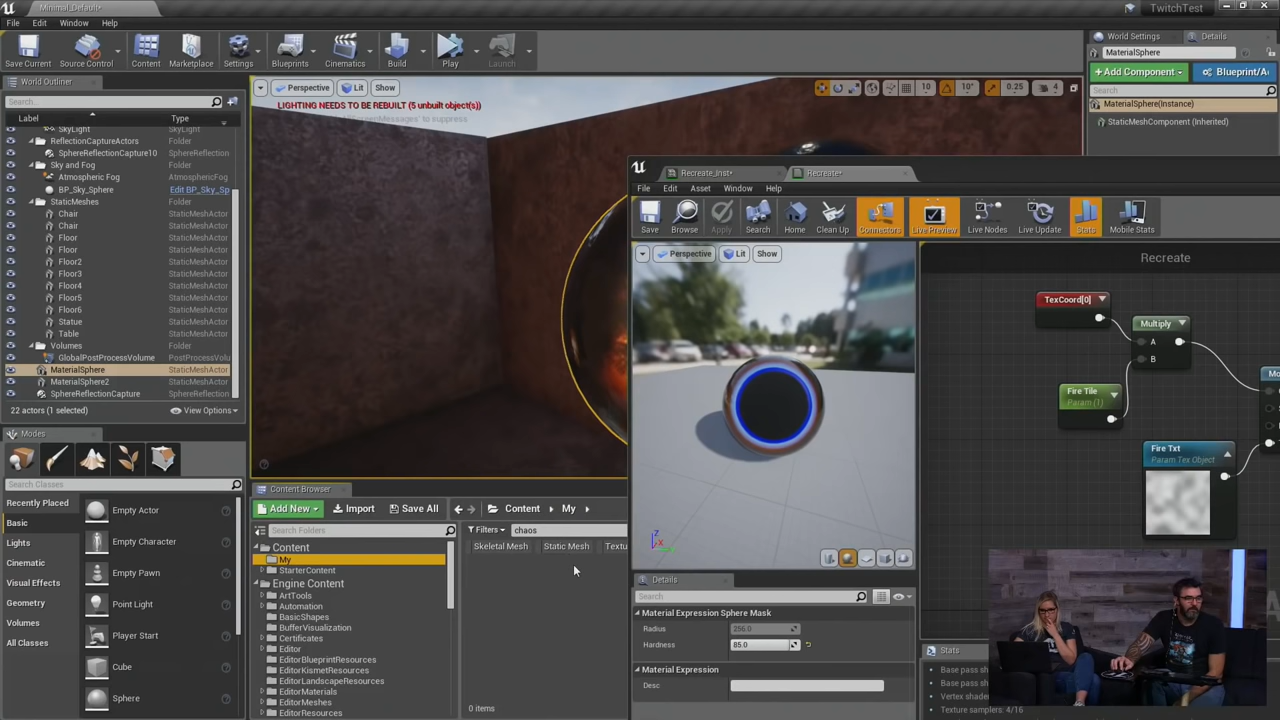 Minimal_Default*
TwitchTest
File Edit Window Help
Save Current
Source Control
Content
Marketplace
Settings
Blueprints
Cinematics
Build
Play
Launch
World Settings
Details
MaterialSphere
+Add Component
Blueprint/A
Search
MaterialSphere(Instance)
StaticMeshComponent (Inherited)
World Outliner
Search...
Label Type
SkyLight
ReflectionCaptureActors Folder
SphereReflectionCapture10 SphereReflection
Sky and Fog Folder
Atmospheric Fog AtmosphericFog
BP_Sky_Sphere Edit BP_Sky_Sp
StaticMeshes Folder
Chair StaticMeshActor
Chair StaticMeshActor
Floor StaticMeshActor
Floor StaticMeshActor
Floor2 StaticMeshActor
Floor3 StaticMeshActor
Floor4 StaticMeshActor
Floor5 StaticMeshActor
Floor6 StaticMeshActor
Statue StaticMeshActor
Table StaticMeshActor
Volumes Folder
GlobalPostProcessVolume PostProcessVolu
MaterialSphere StaticMeshActor
MaterialSphere2 StaticMeshActor
SphereReflectionCapture SphereReflection
22 actors (1 selected)
View Options
Perspective Lit Show
10 10° 0.25 4
LIGHTING NEEDS TO BE REBUILT (5 unbuilt object(s))
to suppress
Modes
Search Classes
Recently Placed
Basic
Lights
Cinematic
Visual Effects
Geometry
Volumes
All Classes
Empty Actor
Empty Character
Empty Pawn
Point Light
Player Start
Cube
Sphere
Content Browser
Add New Import Save All Content My
Search Folders
Filters chaos
Skeletal Mesh Static Mesh Textu
Content
My
StarterContent
Engine Content
ArtTools
Automation
BasicShapes
BufferVisualization
Certificates
Editor
EditorBlueprintResources
EditorKismetResources
EditorLandscapeResources
EditorMaterials
EditorMeshes
EditorResources
0 items
Recreate_Inst*
Recreate*
File Edit Asset Window Help
Save
Browse
Apply
Search
Home
Clean Up
Connectors
Live Preview
Live Nodes
Live Update
Stats
Mobile Stats
Perspective Lit Show
Z
X
Recreate
TexCoord[0]
Multiply
A
B
Fire Tile
Param (1)
Mo
Fire Txt
Param Tex Object
Details
Search
Material Expression Sphere Mask
Radius 256.0
Hardness 85.0
Material Expression
Desc
Stats
Base pass sh
Base pass s
Vertex shade
Texture samplers: 4/16